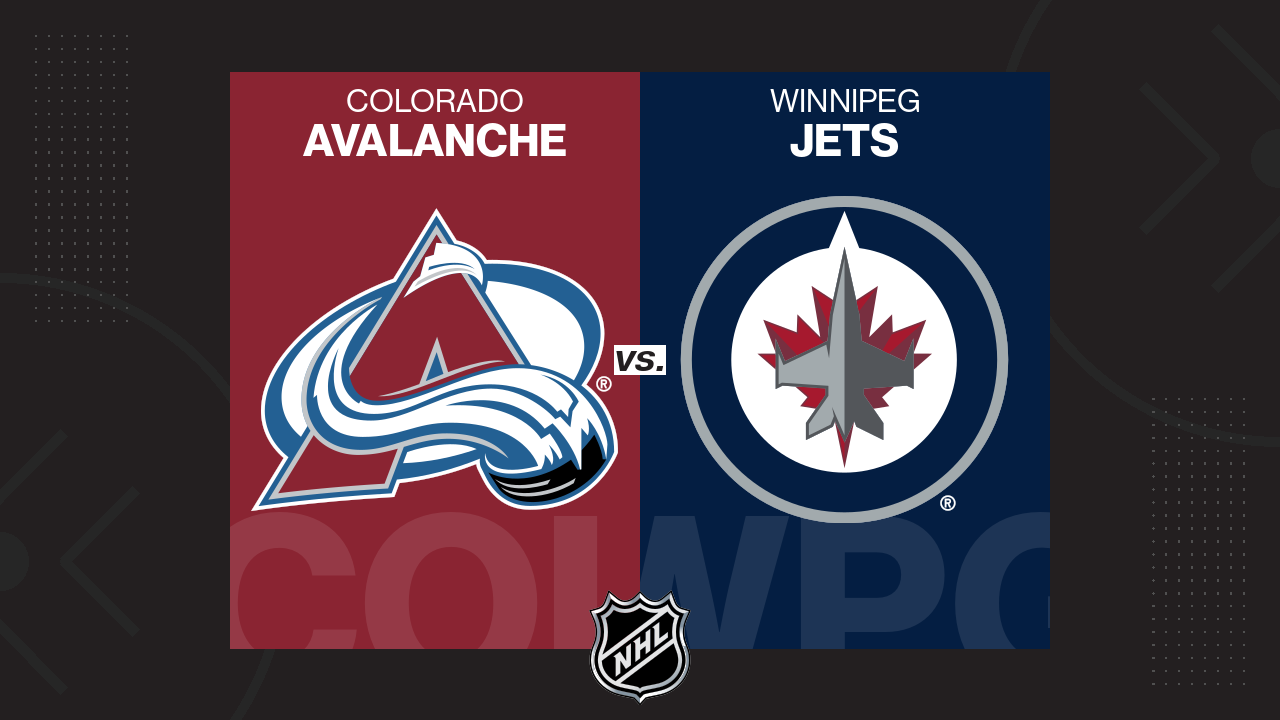 COLORADO
AVALANCHE
WINNIPEG
JETS
VS.
®
®
COL
WPG
NHL